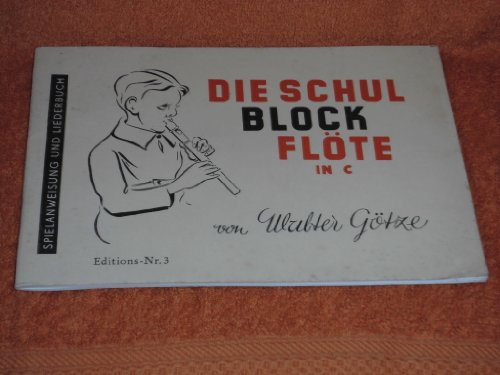 SPIELANWEISUNG UND LIEDERBUCH
DIE SCHUL
BLOCK
FLÖTE
IN C
von Walter Götze
Editions-Nr. 3